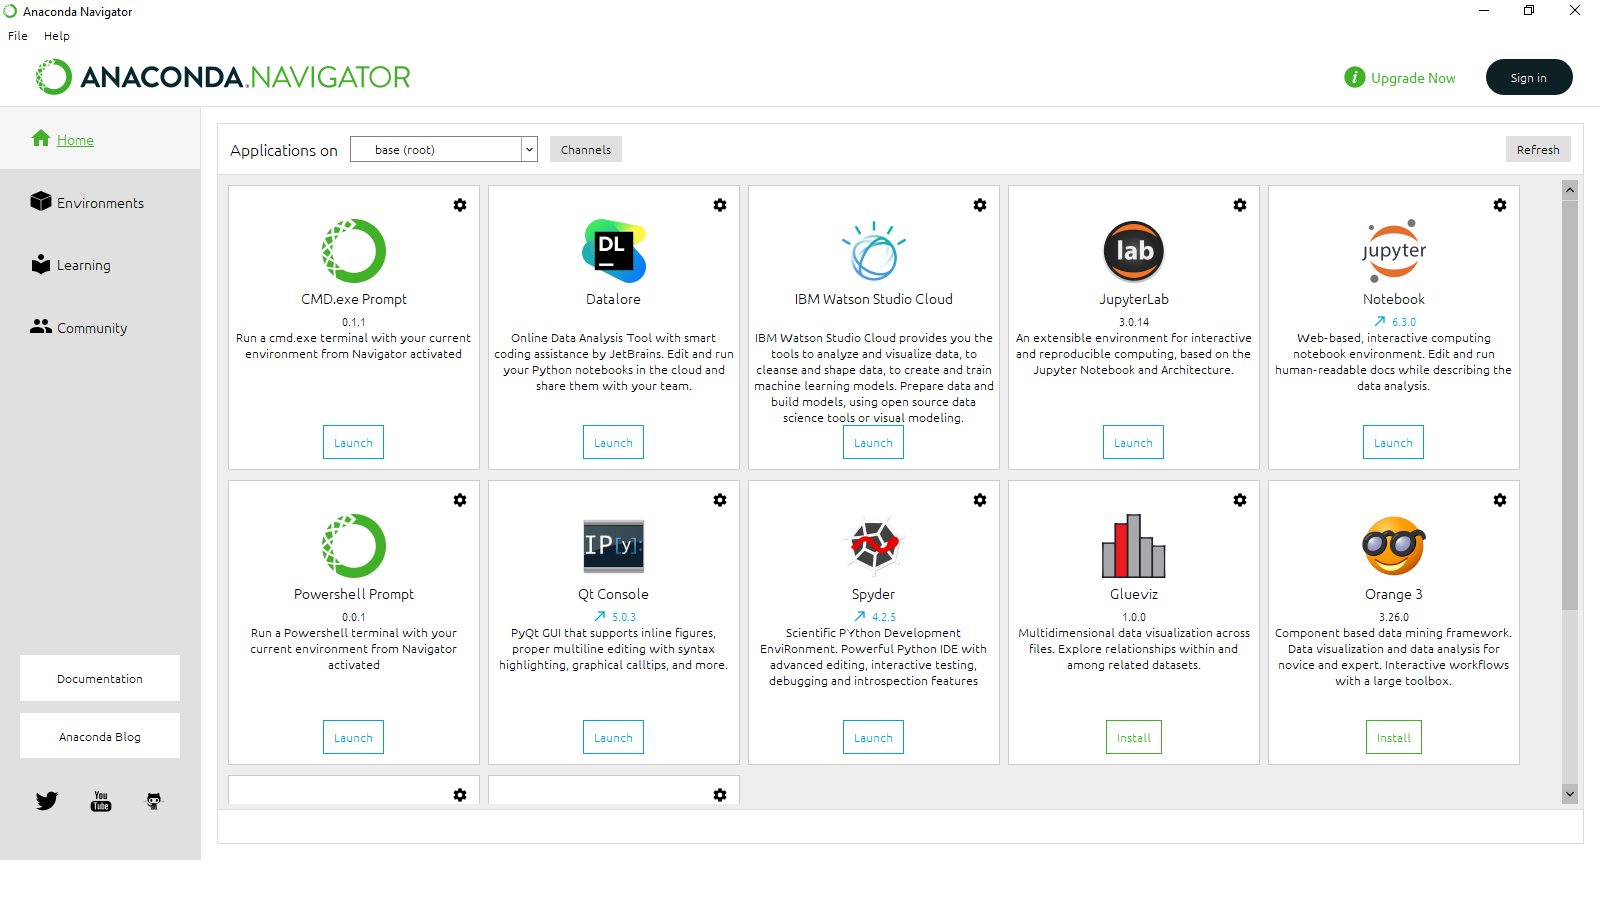 Anaconda Navigator
File Help
ANACONDA.NAVIGATOR
i Upgrade Now
Sign in
Home
Environments
Learning
Community
Documentation
Anaconda Blog
You
Tube
Applications on
base (root)
Channels
Refresh
CMD.exe Prompt
0.1.1
Run a cmd.exe terminal with your current
environment from Navigator activated
Launch
DL
Datalore
Online Data Analysis Tool with smart
coding assistance by JetBrains. Edit and run
your Python notebooks in the cloud and
share them with your team.
Launch
IBM Watson Studio Cloud
IBM Watson Studio Cloud provides you the
tools to analyze and visualize data, to
cleanse and shape data, to create and train
machine learning models. Prepare data and
build models, using open source data
science tools or visual modeling.
Launch
lab
JupyterLab
3.0.14
An extensible environment for interactive
and reproducible computing, based on the
Jupyter Notebook and Architecture.
Launch
jupyter
Notebook
6.3.0
Web-based, interactive computing
notebook environment. Edit and run
human-readable docs while describing the
data analysis.
Launch
Powershell Prompt
0.0.1
Run a Powershell terminal with your
current environment from Navigator
activated
Launch
IP[y]:
Qt Console
5.0.3
PyQt GUI that supports inline figures,
proper multiline editing with syntax
highlighting, graphical calltips, and more.
Launch
Spyder
4.2.5
Scientific PYthon Development
EnviRonment. Powerful Python IDE with
advanced editing, interactive testing,
debugging and introspection features
Launch
Glueviz
1.0.0
Multidimensional data visualization across
files. Explore relationships within and
among related datasets.
Install
Orange 3
3.26.0
Component based data mining framework.
Data visualization and data analysis for
novice and expert. Interactive workflows
with a large toolbox.
Install